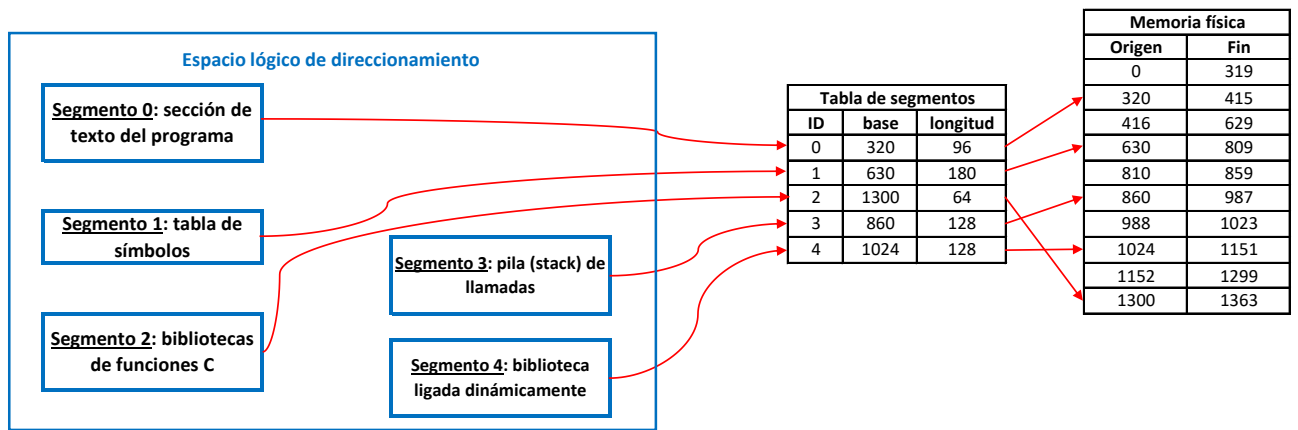 Espacio lógico de direccionamiento
Segmento 0: sección de
texto del programa
Segmento 1: tabla de
símbolos
Segmento 2: bibliotecas
de funciones C
Segmento 3: pila (stack) de
llamadas
Segmento 4: biblioteca
ligada dinámicamente
Tabla de segmentos
ID base longitud
0 320 96
1 630 180
2 1300 64
3 860 128
4 1024 128
Memoria física
Origen Fin
0 319
320 415
416 629
630 809
810 859
860 987
988 1023
1024 1151
1152 1299
1300 1363